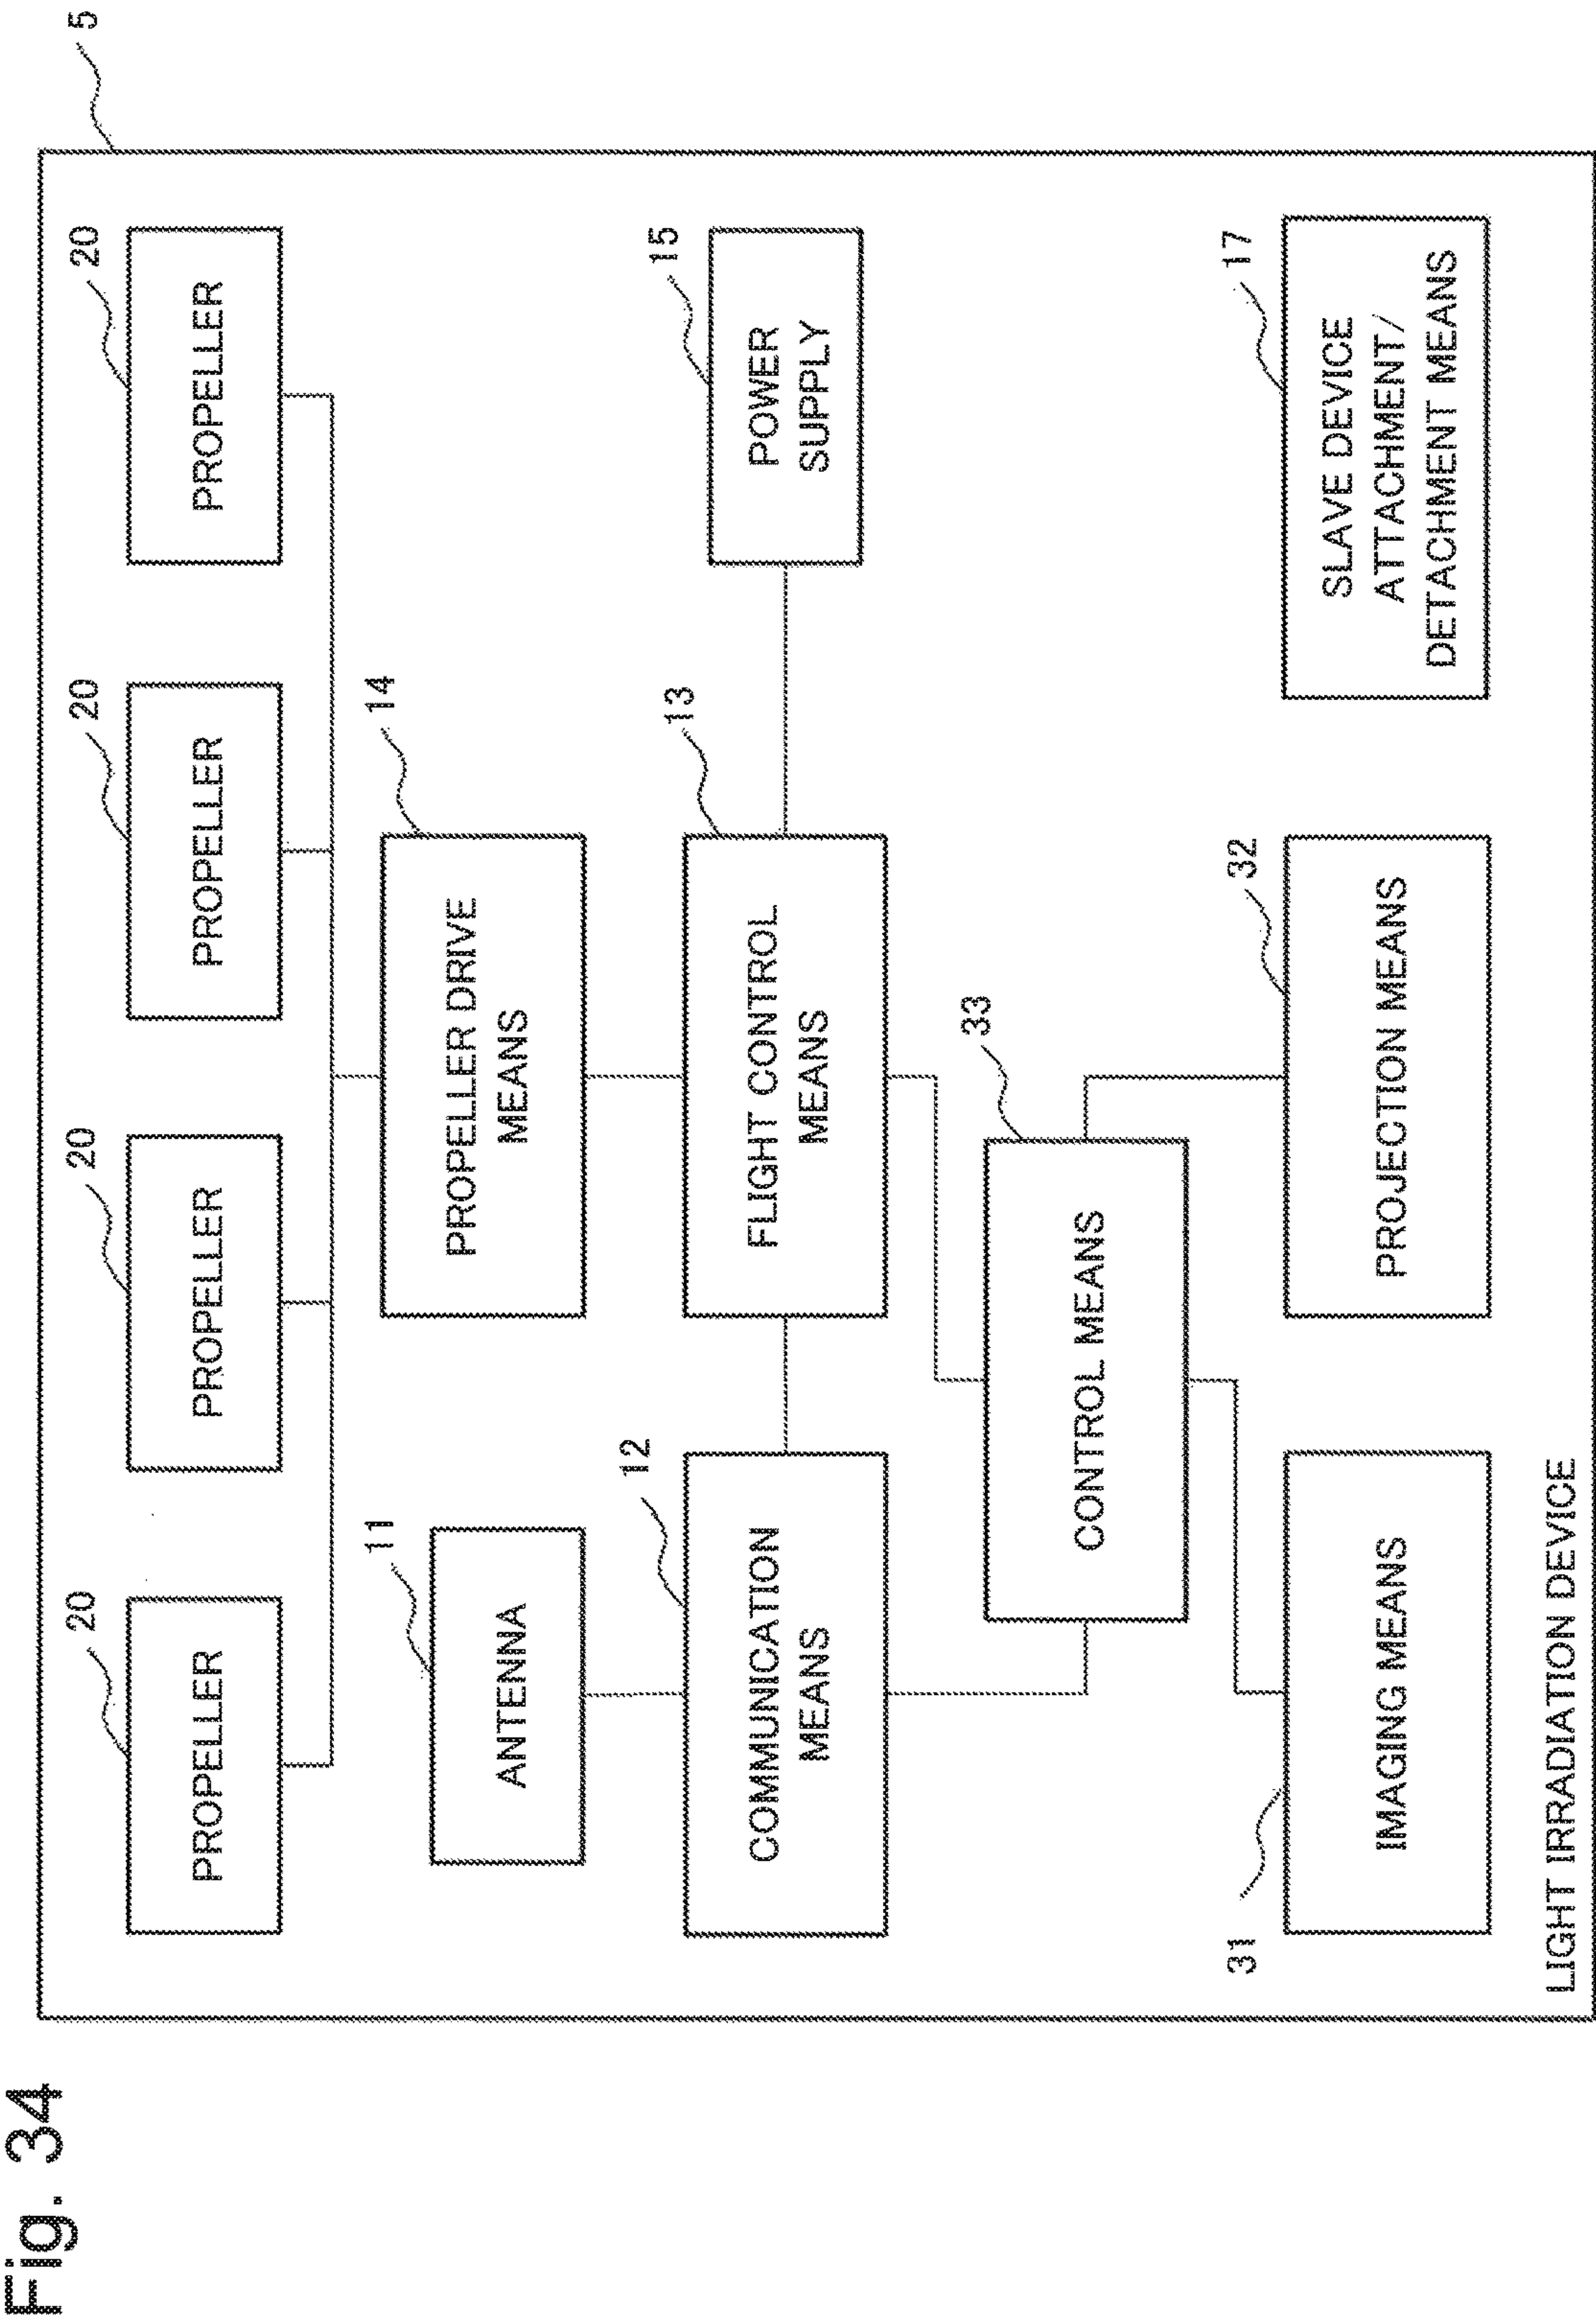 Fig. 34
5
20
20
20
20
PROPELLER
PROPELLER
PROPELLER
PROPELLER
11
14
ANTENNA
PROPELLER DRIVE
MEANS
12
13
15
COMMUNICATION
MEANS
FLIGHT CONTROL
MEANS
POWER
SUPPLY
33
CONTROL MEANS
31
32
17
IMAGING MEANS
PROJECTION MEANS
SLAVE DEVICE
ATTACHMENT/
DETACHMENT MEANS
LIGHT IRRADIATION DEVICE